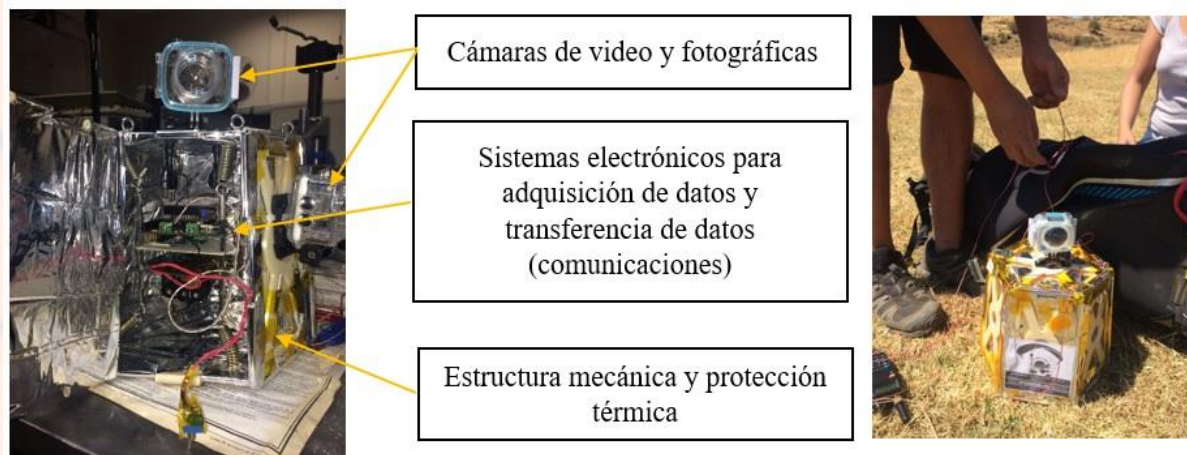 Cámaras de video y fotográficas
Sistemas electrónicos para
adquisición de datos y
transferencia de datos
(comunicaciones)
Estructura mecánica y protección
térmica